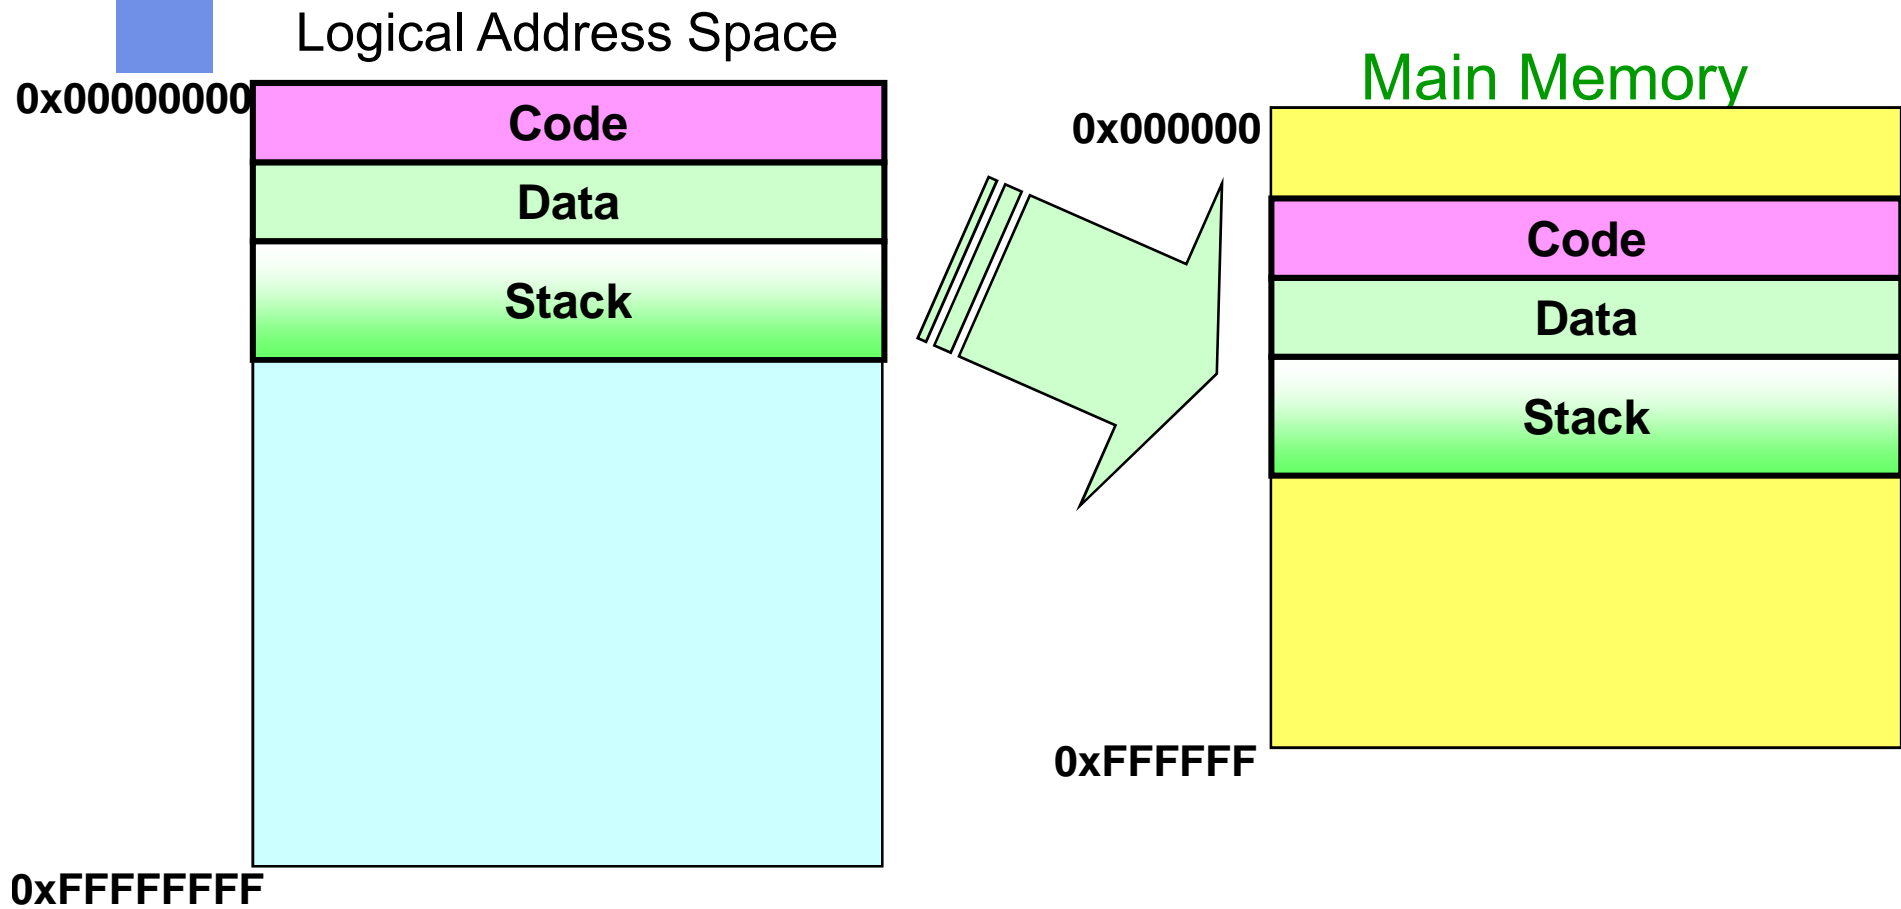 Logical Address Space
0x00000000
Code
Data
Stack
0xFFFFFFFF
Main Memory
0x000000
Code
Data
Stack
0xFFFFFF